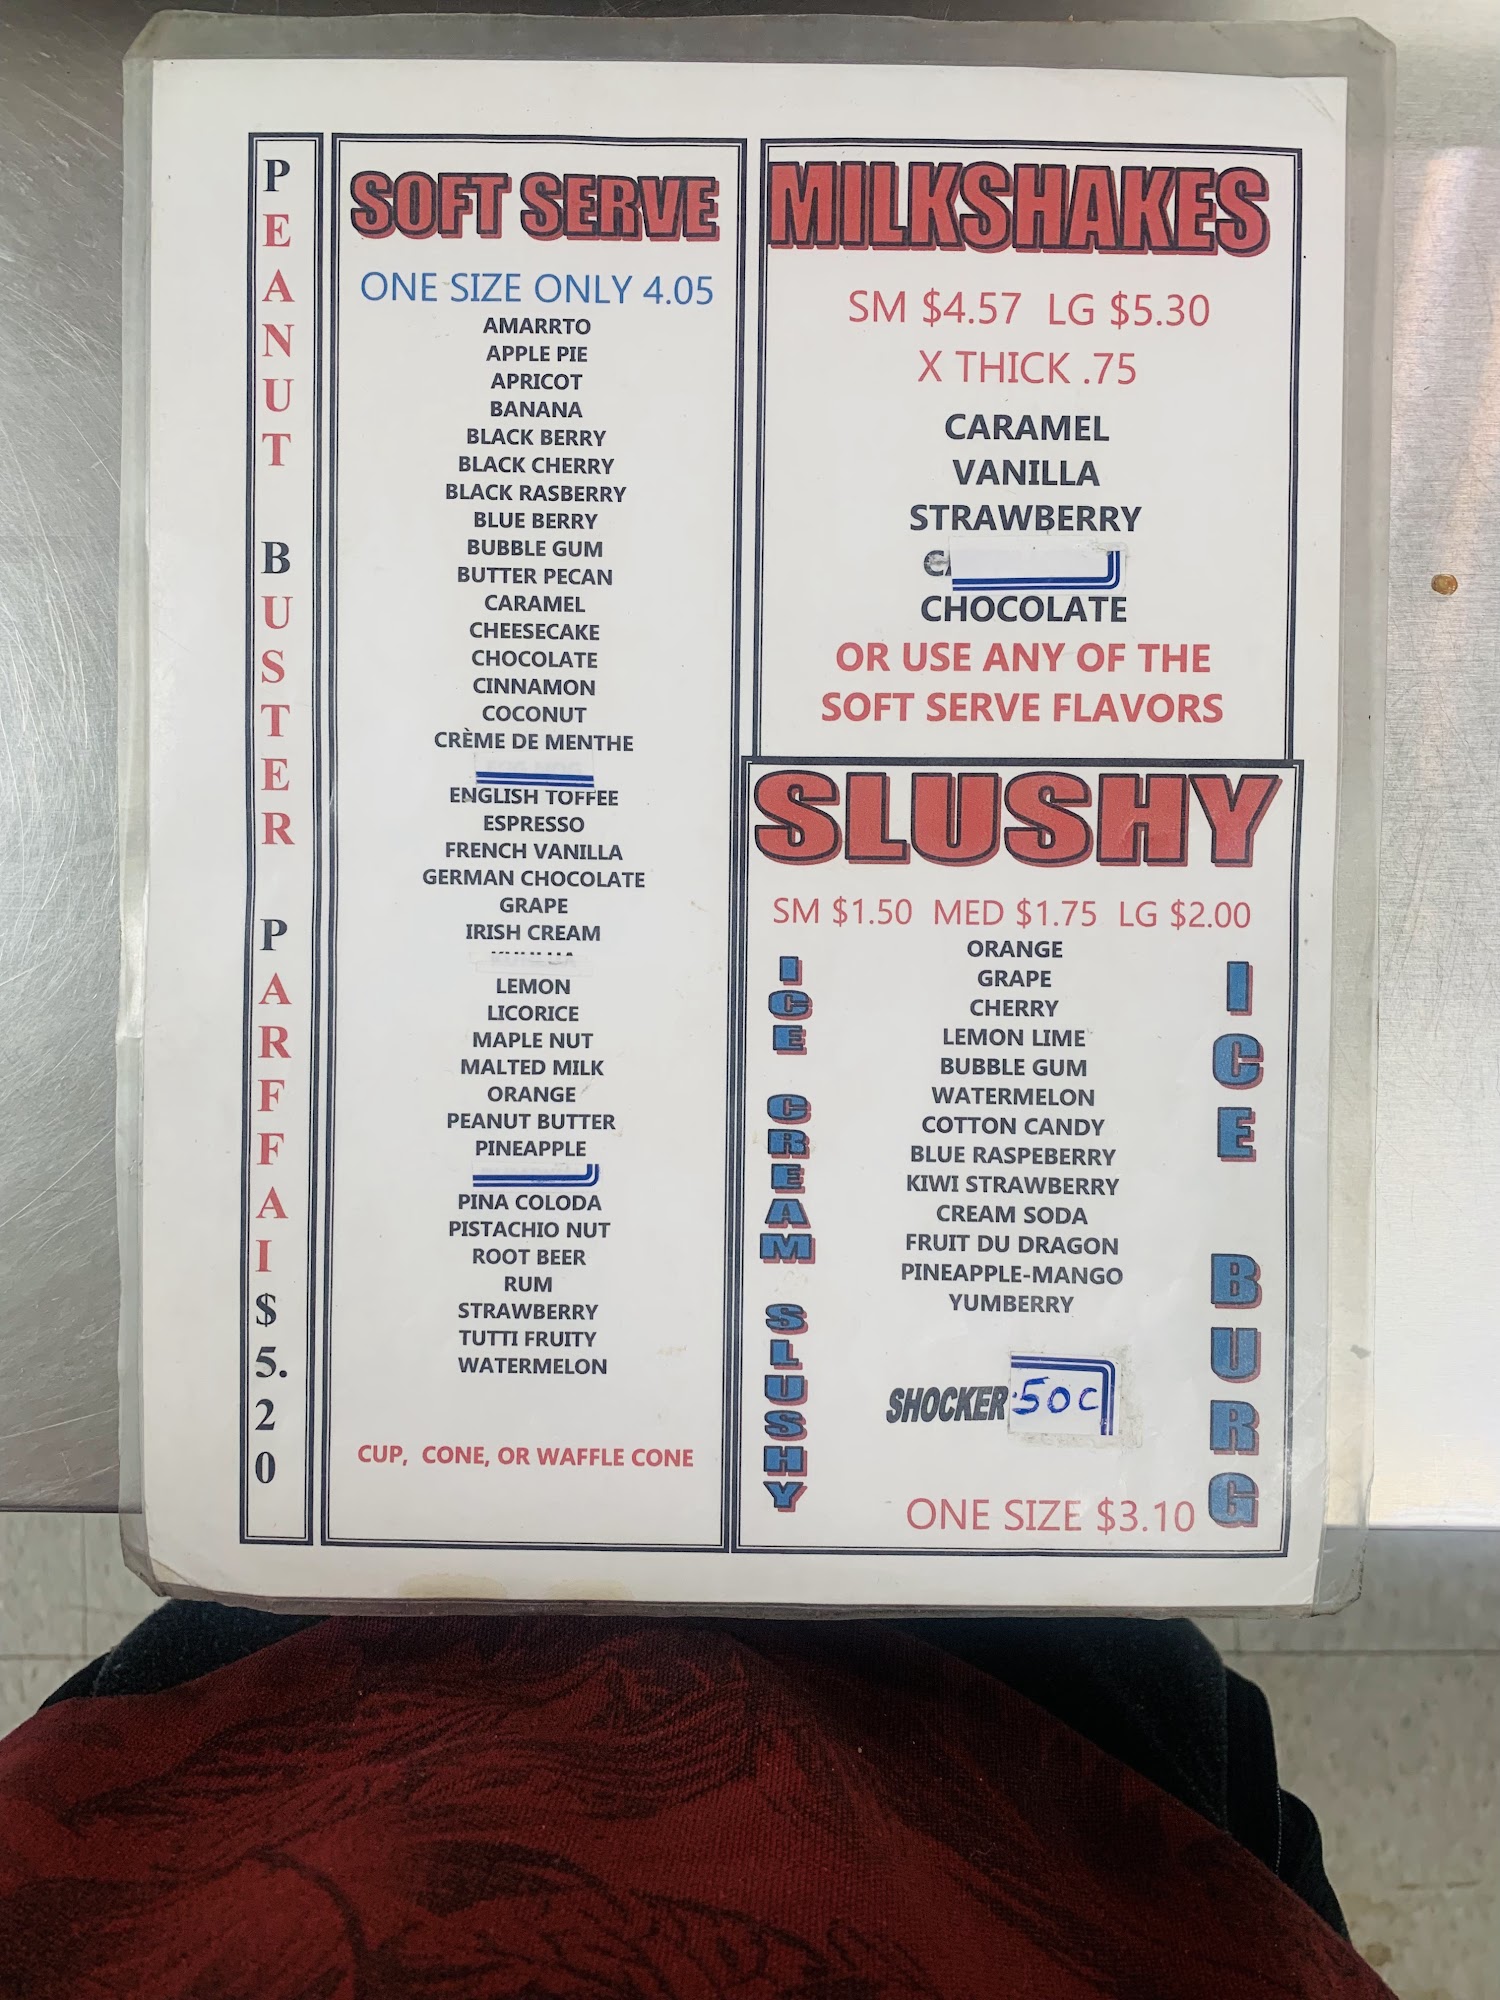 PEANUT BUSTER PARFAI$5.20
SOFT SERVE
ONE SIZE ONLY 4.05
AMARRTO
APPLE PIE
APRICOT
BANANA
BLACK BERRY
BLACK CHERRY
BLACK RASBERRY
BLUE BERRY
BUBBLE GUM
BUTTER PECAN
CARAMEL
CHEESECAKE
CHOCOLATE
CINNAMON
COCONUT
CRÈME DE MENTHE
ENGLISH TOFFEE
ESPRESSO
FRENCH VANILLA
GERMAN CHOCOLATE
GRAPE
IRISH CREAM
LEMON
LICORICE
MAPLE NUT
MALTED MILK
ORANGE
PEANUT BUTTER
PINEAPPLE
PINA COLODA
PISTACHIO NUT
ROOT BEER
RUM
STRAWBERRY
TUTTI FRUITY
WATERMELON
CUP, CONE, OR WAFFLE CONE
MILKSHAKES
SM $4.57 LG $5.30
X THICK .75
CARAMEL
VANILLA
STRAWBERRY
CHOCOLATE
OR USE ANY OF THE
SOFT SERVE FLAVORS
SLUSHY
SM $1.50 MED $1.75 LG $2.00
ICE CREAM SLUSHY
ORANGE
GRAPE
CHERRY
LEMON LIME
BUBBLE GUM
WATERMELON
COTTON CANDY
BLUE RASPEBERRY
KIWI STRAWBERRY
CREAM SODA
FRUIT DU DRAGON
PINEAPPLE-MANGO
YUMBERRY
SHOCKER .50C
ICE BURG
ONE SIZE $3.10